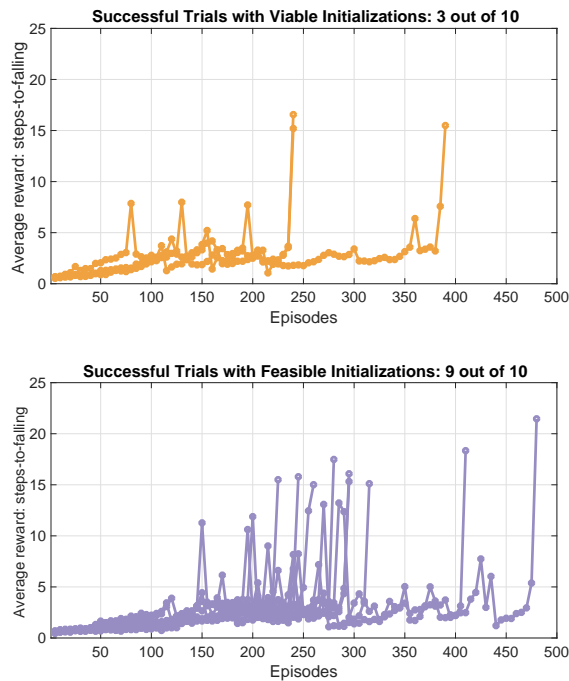 Successful Trials with Viable Initializations: 3 out of 10
Average reward: steps-to-falling
25
20
15
10
5
0
50 100 150 200 250 300 350 400 450 500
Episodes
Successful Trials with Feasible Initializations: 9 out of 10
Average reward: steps-to-falling
25
20
15
10
5
0
50 100 150 200 250 300 350 400 450 500
Episodes